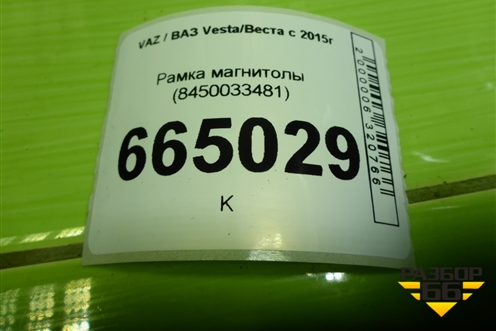 VAZ / ВАЗ Vesta/Веста с 2015г
Рамка магнитолы
(8450033481)
665029
К
2000006320766
РАЗБОР
66